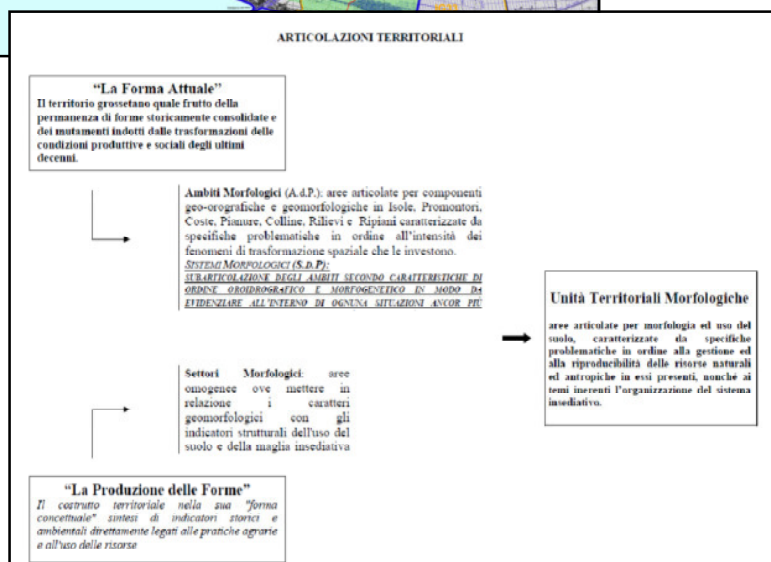 ARTICOLAZIONI TERRITORIALI
“La Forma Attuale”
Il territorio grossetano quale frutto della
permanenza di forme storicamente consolidate e
dei mutamenti indotti dalle trasformazioni delle
condizioni produttive e sociali degli ultimi
decenni.
Ambiti Morfologici (A.d.P.): aree articolate per componenti
geo-orografiche e geomorfologiche in Isole, Promontori,
Coste, Pianure, Colline, Rilievi e Ripiani caratterizzate da
specifiche problematiche in ordine all'intensità dei
fenomeni di trasformazione spaziale che le investono.
SISTEMI MORFOLOGICI (S.D.P):
SUBARTICOLAZIONE DEGLI AMBITI SECONDO CARATTERISTICHE DI
ORDINE OROIDROGRAFICO E MORFOGENETICO IN MODO DA
EVIDENZIARE ALL'INTERNO DI OGNUNA SITUAZIONI ANCOR PIÙ
Unità Territoriali Morfologiche
aree articolate per morfologia ed uso del
suolo, caratterizzate da specifiche
problematiche in ordine alla gestione ed
alla riproducibilità delle risorse naturali
ed antropiche in essi presenti, nonché ai
temi inerenti l'organizzazione del sistema
insediativo.
Settori Morfologici: aree
omogenee ove mettere in
relazione i caratteri
geomorfologici con gli
indicatori strutturali dell'uso del
suolo e della maglia insediativa
“La Produzione delle Forme”
Il costrutto territoriale nella sua "forma
concettuale" sintesi di indicatori storici e
ambientali direttamente legati alle pratiche agrarie
e all'uso delle risorse